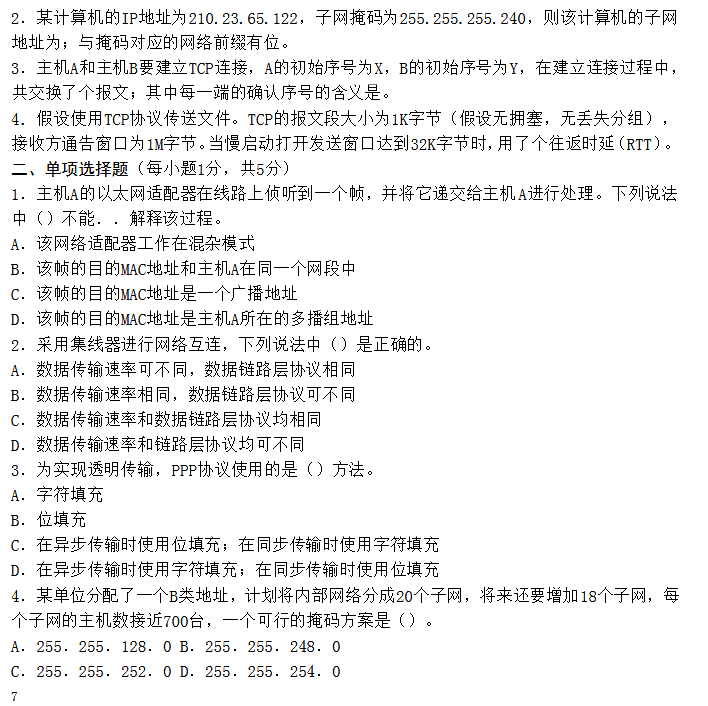 2．某计算机的IP地址为210.23.65.122，子网掩码为255.255.255.240，则该计算机的子网
地址为；与掩码对应的网络前缀有位。
3．主机A和主机B要建立TCP连接，A的初始序号为X，B的初始序号为Y，在建立连接过程中，
共交换了个报文；其中每一端的确认序号的含义是。
4．假设使用TCP协议传送文件。TCP的报文段大小为1K字节（假设无拥塞，无丢失分组），
接收方通告窗口为1M字节。当慢启动打开发送窗口达到32K字节时，用了个往返时延（RTT）。
二、单项选择题（每小题1分，共5分）
1．主机A的以太网适配器在线路上侦听到一个帧，并将它递交给主机A进行处理。下列说法
中（）不能．．解释该过程。
A．该网络适配器工作在混杂模式
B．该帧的目的MAC地址和主机A在同一个网段中
C．该帧的目的MAC地址是一个广播地址
D．该帧的目的MAC地址是主机A所在的多播组地址
2．采用集线器进行网络互连，下列说法中（）是正确的。
A．数据传输速率可不同，数据链路层协议相同
B．数据传输速率相同，数据链路层协议可不同
C．数据传输速率和数据链路层协议均相同
D．数据传输速率和链路层协议均可不同
3．为实现透明传输，PPP协议使用的是（）方法。
A．字符填充
B．位填充
C．在异步传输时使用位填充；在同步传输时使用字符填充
D．在异步传输时使用字符填充；在同步传输时使用位填充
4．某单位分配了一个B类地址，计划将内部网络分成20个子网，将来还要增加18个子网，每
个子网的主机数接近700台，一个可行的掩码方案是（）。
A．255．255．128．0 B．255．255．248．0
C．255．255．252．0 D．255．255．254．0
7